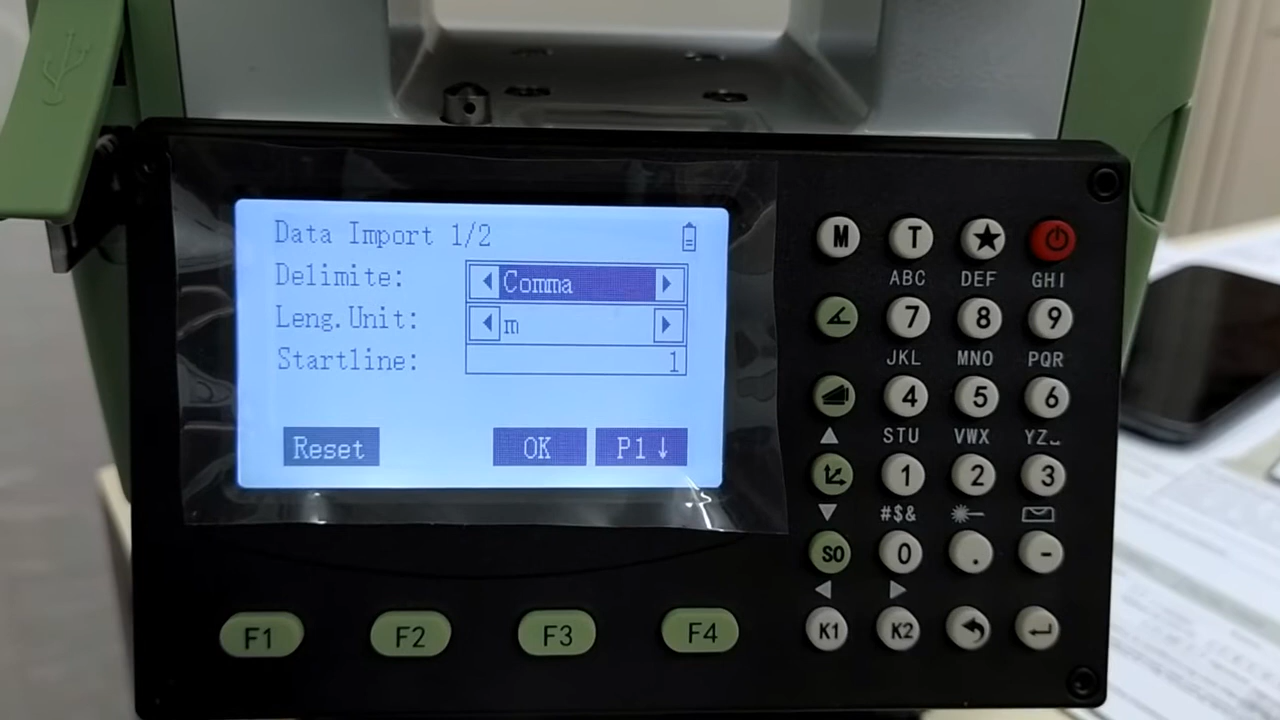 Data Import 1/2
Delimite: Comma
Leng.Unit: m
Startline: 1
Reset OK P1↓
M T ★
ABC DEF GHI
7 8 9
JKL MNO PQR
4 5 6
STU VWX YZ⎵
1 2 3
#$&
SO 0 . -
F1 F2 F3 F4 K1 K2